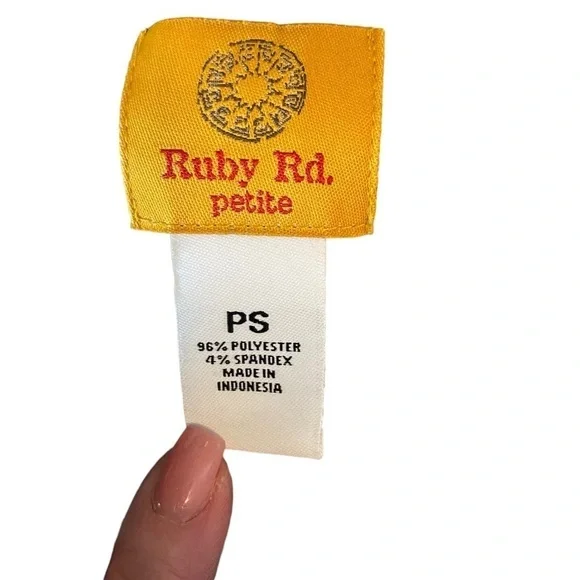 Ruby Rd.
petite
PS
96% POLYESTER
4% SPANDEX
MADE IN
INDONESIA